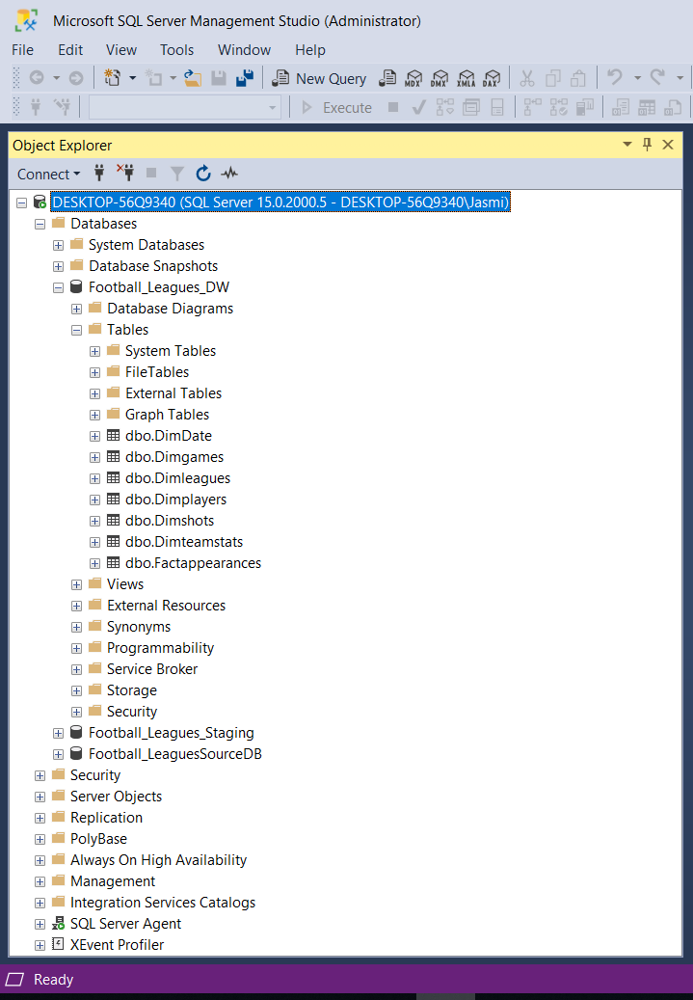 Microsoft SQL Server Management Studio (Administrator)
File Edit View Tools Window Help
New Query MDX DMX XMLA DAX
Execute
Object Explorer
Connect
DESKTOP-56Q9340 (SQL Server 15.0.2000.5 - DESKTOP-56Q9340\Jasmi)
Databases
System Databases
Database Snapshots
Football_Leagues_DW
Database Diagrams
Tables
System Tables
FileTables
External Tables
Graph Tables
dbo.DimDate
dbo.Dimgames
dbo.Dimleagues
dbo.Dimplayers
dbo.Dimshots
dbo.Dimteamstats
dbo.Factappearances
Views
External Resources
Synonyms
Programmability
Service Broker
Storage
Security
Football_Leagues_Staging
Football_LeaguesSourceDB
Security
Server Objects
Replication
PolyBase
Always On High Availability
Management
Integration Services Catalogs
SQL Server Agent
XEvent Profiler
Ready